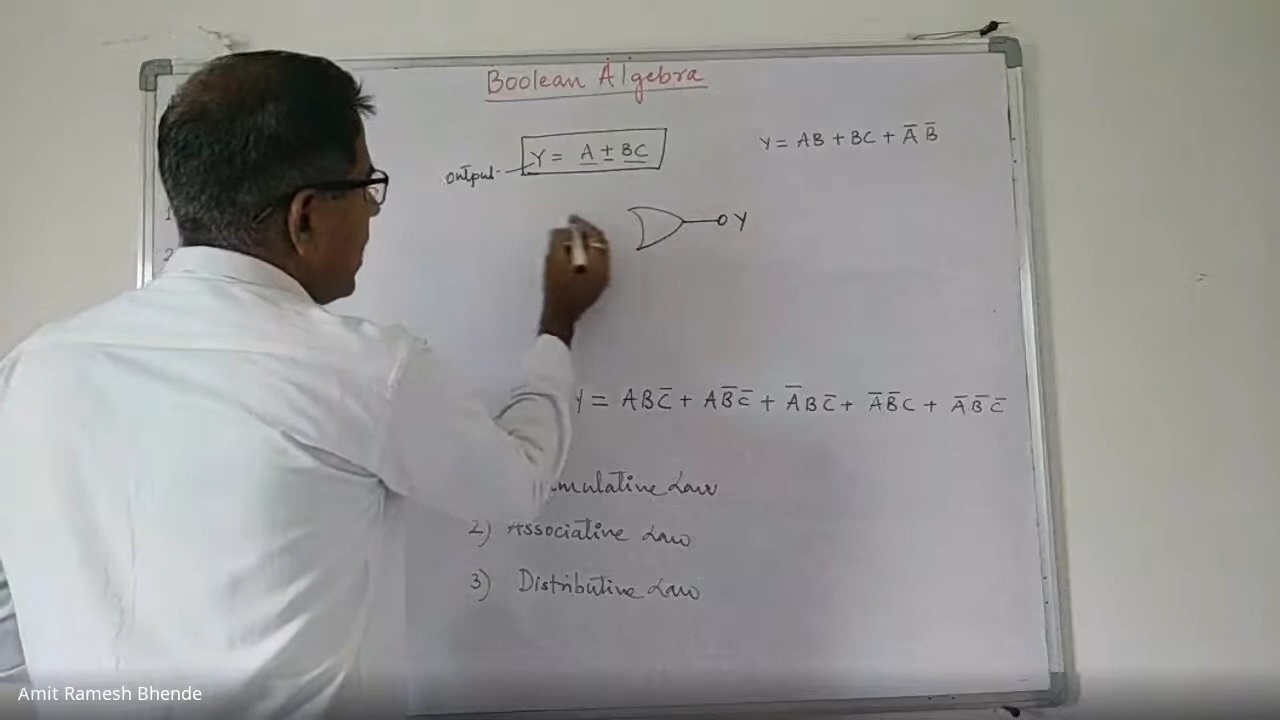 Boolean Algebra
Y = A + BC
Y = AB + BC + A̅ B̅
output
Y
Y = ABC̅ + AB̅C̅ + A̅BC̅ + A̅B̅C + A̅B̅C̅
Law
2) Associative Law
3) Distributive Law
Amit Ramesh Bhende